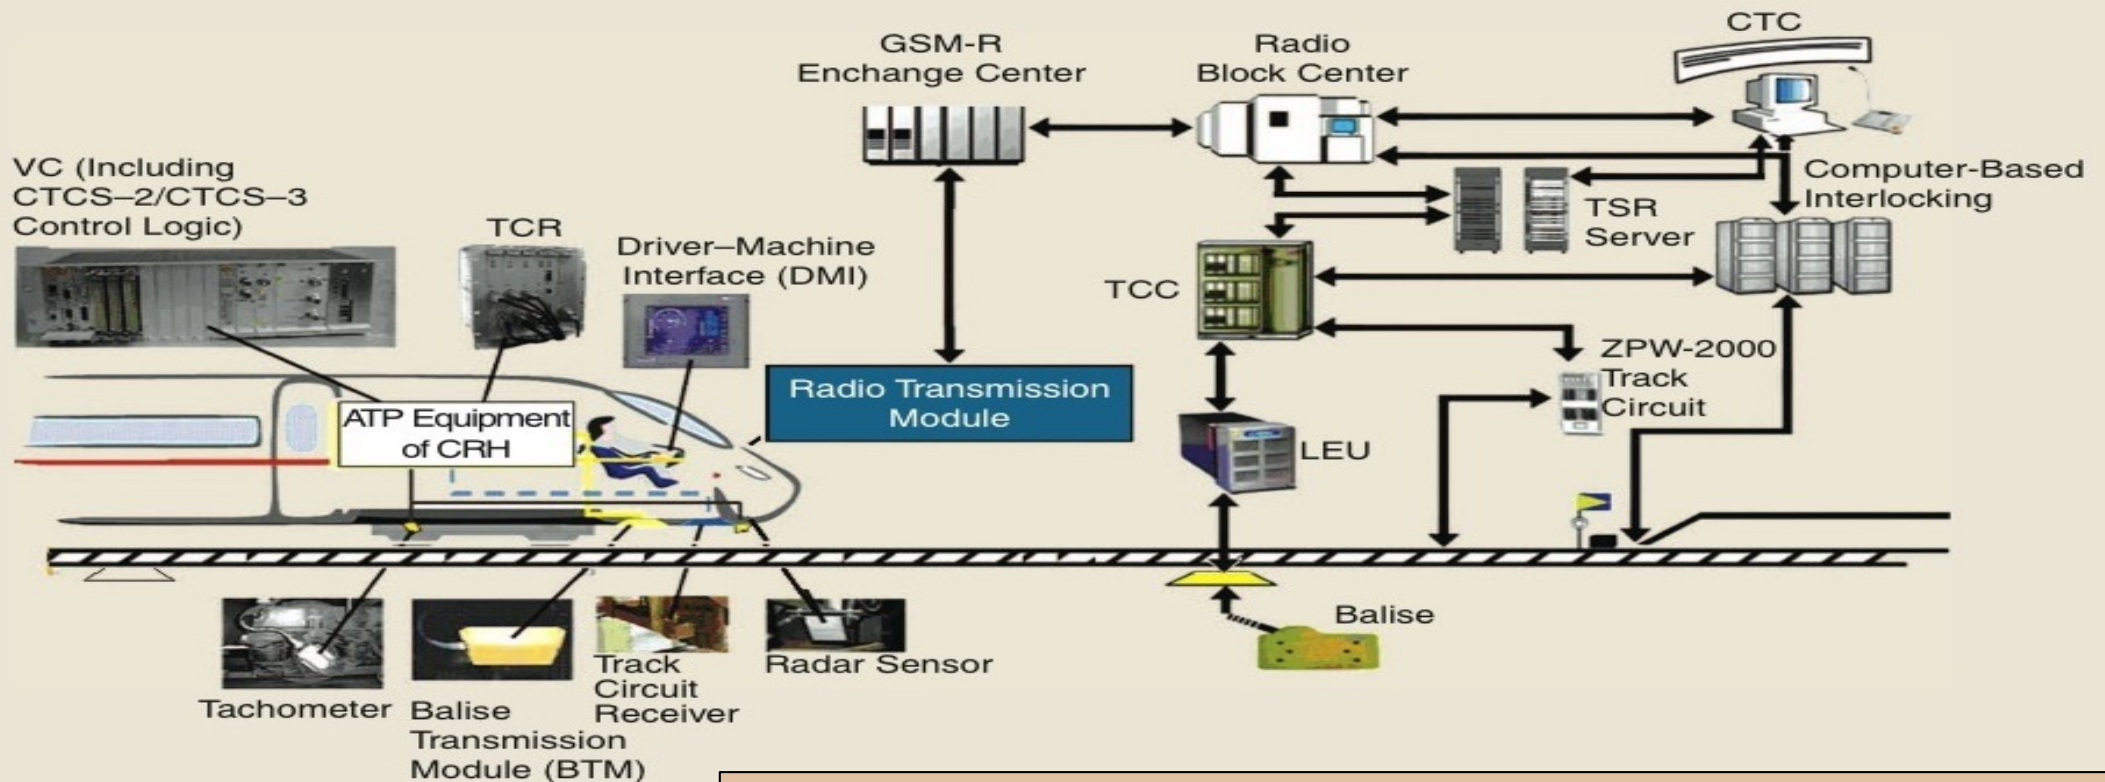 CTC
GSM-R
Enchange Center
Radio
Block Center
VC (Including
CTCS–2/CTCS–3
Control Logic)
TCR
Driver–Machine
Interface (DMI)
Computer-Based
Interlocking
TSR
Server
TCC
ZPW-2000
Track
Circuit
Radio Transmission
Module
ATP Equipment
of CRH
LEU
Balise
Tachometer
Balise
Transmission
Module (BTM)
Track
Circuit
Receiver
Radar Sensor